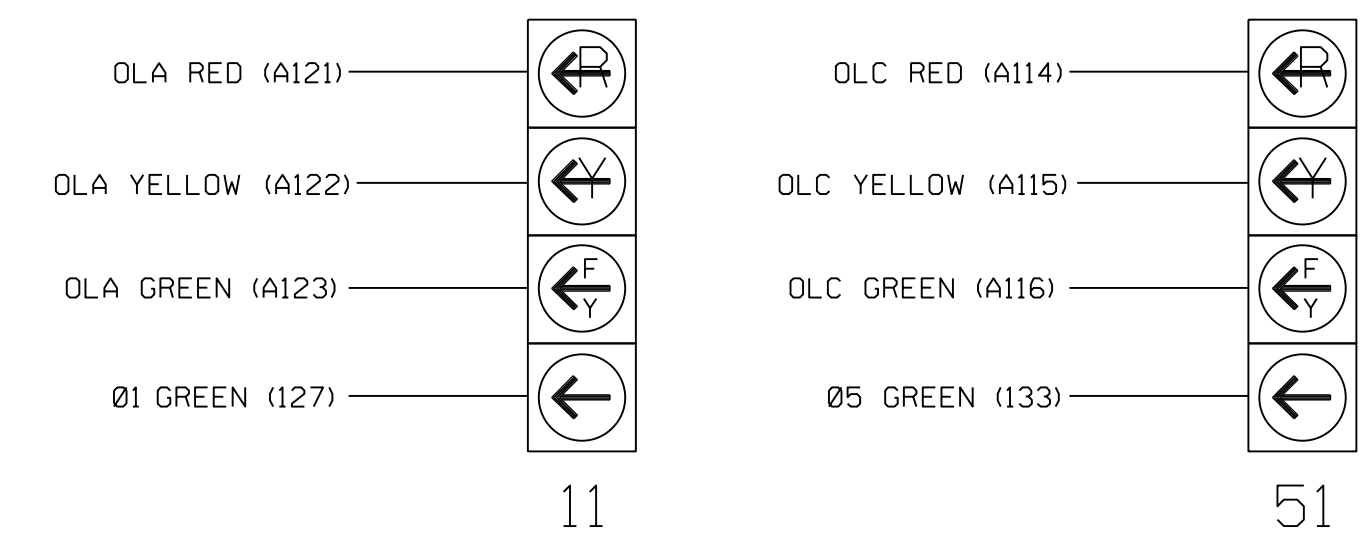 OLA RED (A121)
R
OLA YELLOW (A122)
Y
OLA GREEN (A123)
F
Y
Ø1 GREEN (127)
11
OLC RED (A114)
R
OLC YELLOW (A115)
Y
OLC GREEN (A116)
F
Y
Ø5 GREEN (133)
51